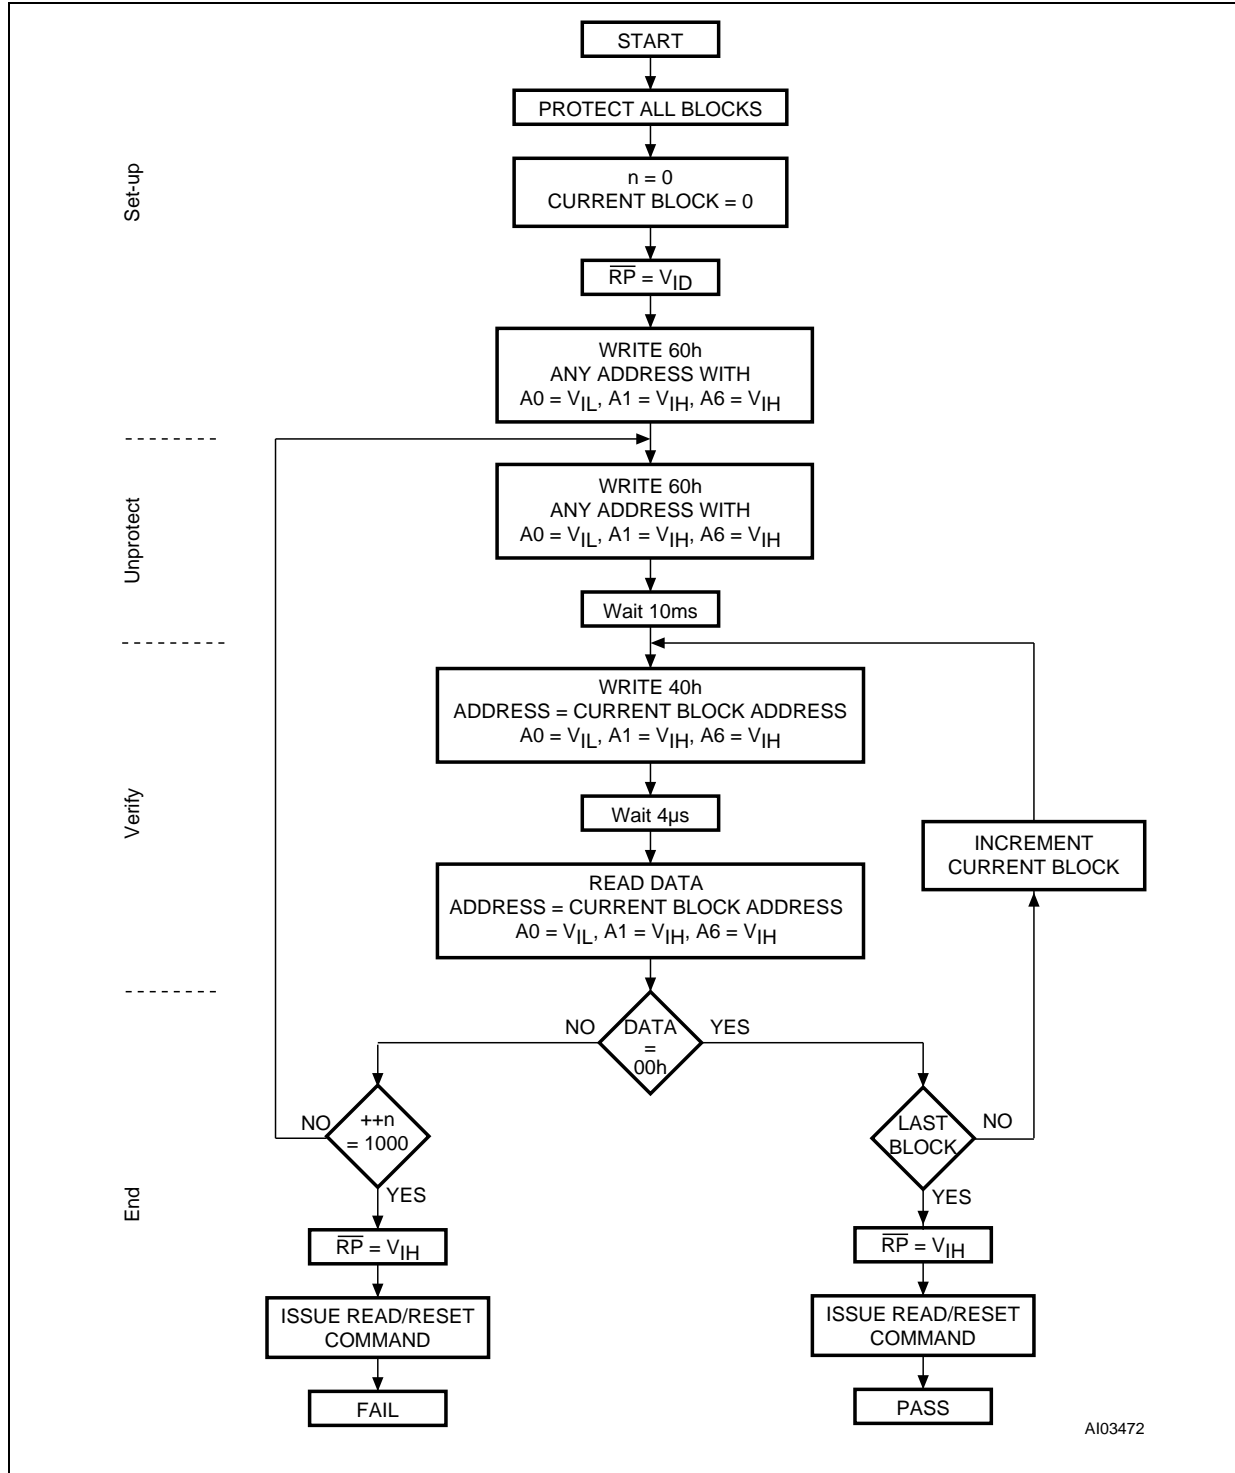 START
PROTECT ALL BLOCKS
n = 0
CURRENT BLOCK = 0
Set-up
R̅P̅ = VID
WRITE 60h
ANY ADDRESS WITH
A0 = VIL, A1 = VIH, A6 = VIH
WRITE 60h
ANY ADDRESS WITH
A0 = VIL, A1 = VIH, A6 = VIH
Unprotect
Wait 10ms
WRITE 40h
ADDRESS = CURRENT BLOCK ADDRESS
A0 = VIL, A1 = VIH, A6 = VIH
Verify
Wait 4µs
INCREMENT
CURRENT BLOCK
READ DATA
ADDRESS = CURRENT BLOCK ADDRESS
A0 = VIL, A1 = VIH, A6 = VIH
NO
DATA
=
00h
YES
NO
++n
= 1000
LAST
BLOCK
NO
End
YES
YES
R̅P̅ = VIH
R̅P̅ = VIH
ISSUE READ/RESET
COMMAND
ISSUE READ/RESET
COMMAND
FAIL
PASS
AI03472